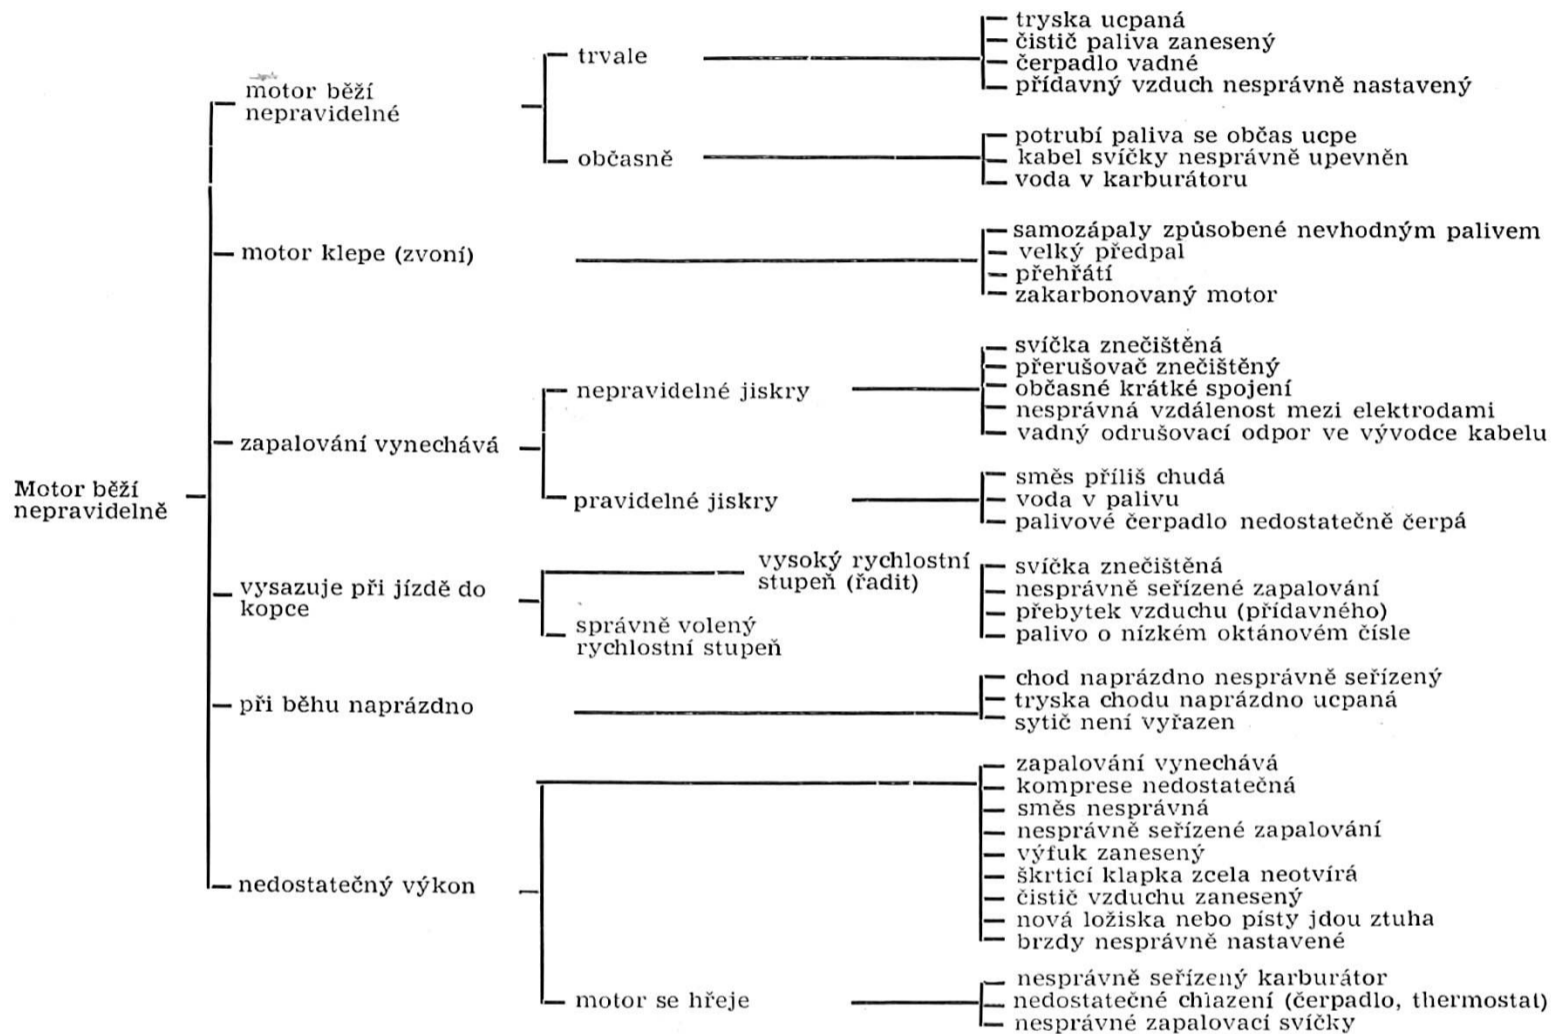 Motor běží
nepravidelně
motor běží
nepravidelné
trvale
tryska ucpaná
čistič paliva zanesený
čerpadlo vadné
přídavný vzduch nesprávně nastavený
občasně
potrubí paliva se občas ucpe
kabel svíčky nesprávně upevněn
voda v karburátoru
motor klepe (zvoní)
samozápaly způsobené nevhodným palivem
velký předpal
přehřátí
zakarbonovaný motor
zapalování vynechává
nepravidelné jiskry
svíčka znečištěná
přerušovač znečištěný
občasné krátké spojení
nesprávná vzdálenost mezi elektrodami
vadný odrušovací odpor ve vývodce kabelu
pravidelné jiskry
směs příliš chudá
voda v palivu
palivové čerpadlo nedostatečně čerpá
vysazuje při jízdě do
kopce
vysoký rychlostní
stupeň (řadit)
správně volený
rychlostní stupeň
svíčka znečištěná
nesprávně seřízené zapalování
přebytek vzduchu (přídavného)
palivo o nízkém oktánovém čísle
při běhu naprázdno
chod naprázdno nesprávně seřízený
tryska chodu naprázdno ucpaná
sytič není vyřazen
nedostatečný výkon
zapalování vynechává
komprese nedostatečná
směs nesprávná
nesprávně seřízené zapalování
výfuk zanesený
škrticí klapka zcela neotvírá
čistič vzduchu zanesený
nová ložiska nebo písty jdou ztuha
brzdy nesprávně nastavené
motor se hřeje
nesprávně seřízený karburátor
nedostatečné chlazení (čerpadlo, thermostat)
nesprávné zapalovací svíčky